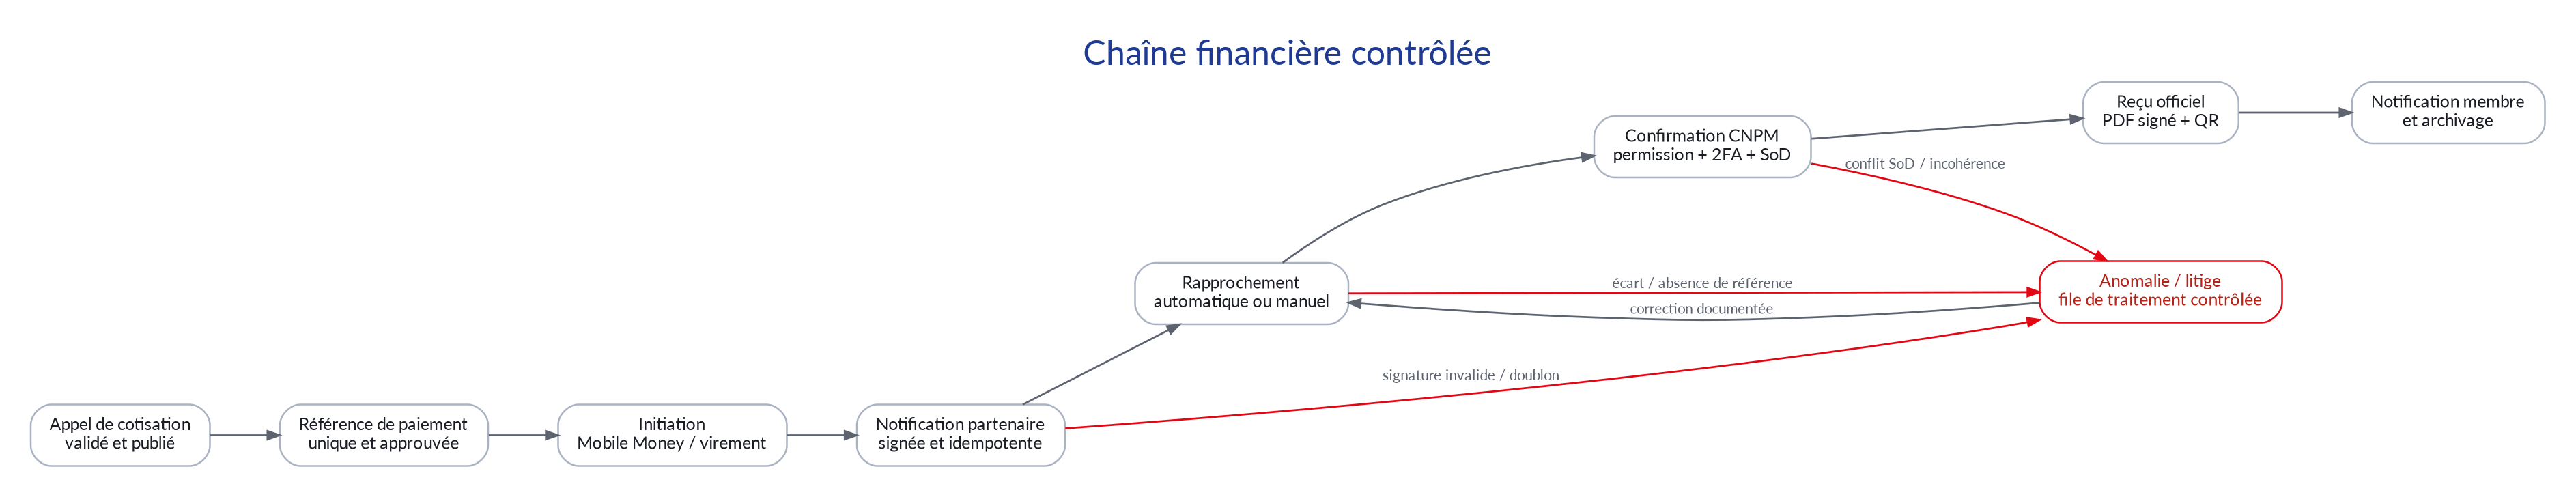 Chaîne financière contrôlée
Appel de cotisation
validé et publié
Référence de paiement
unique et approuvée
Initiation
Mobile Money / virement
Notification partenaire
signée et idempotente
Rapprochement
automatique ou manuel
Confirmation CNPM
permission + 2FA + SoD
Reçu officiel
PDF signé + QR
Notification membre
et archivage
conflit SoD / incohérence
écart / absence de référence
correction documentée
signature invalide / doublon
Anomalie / litige
file de traitement contrôlée